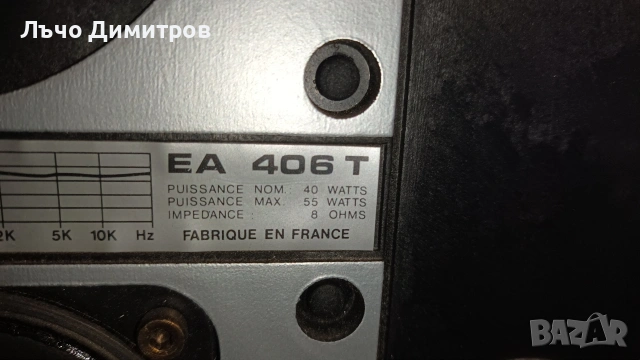 Лъчо Димитров
EA 406 T
PUISSANCE NOM. 40 WATTS
PUISSANCE MAX. 55 WATTS
IMPEDANCE : 8 OHMS
2K 5K 10K Hz FABRIQUE EN FRANCE
BAZAR